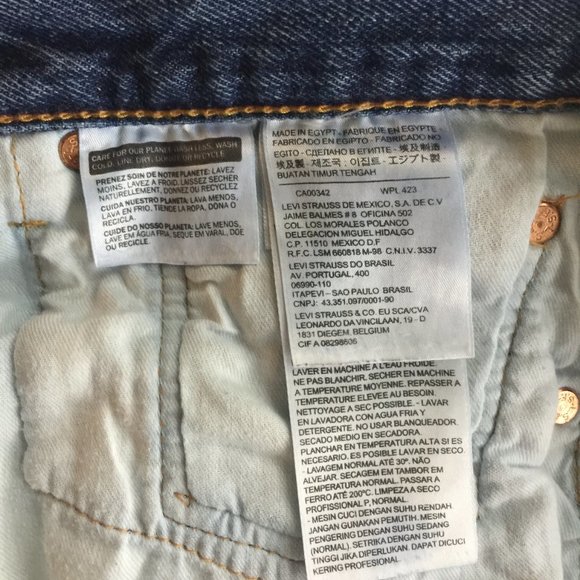 CARE FOR OUR PLANET: WASH LESS, WASH
COLD, LINE DRY, DONATE OR RECYCLE
PRENEZ SOIN DE NOTRE PLANETE: LAVEZ
MOINS, LAVEZ A FROID, LAISSEZ SECHER
NATURELLEMENT, DONNEZ OU RECYCLEZ
CUIDA NUESTRO PLANETA: LAVA MENOS,
LAVA EN FRIO, TIENDE LA ROPA, DONA O
RECICLA.
CUIDE DO NOSSO PLANETA: LAVE MENOS,
LAVE EM ÁGUA FRIA, SEQUE EM VARAL, DOE
OU RECICLE.
MADE IN EGYPT - FABRIQUE EN EGYPTE
FABRICADO EN EGIPTO - FABRICADO NO
EGITO - СДЕЛАНО В ЕГИПТЕ - 埃及製造
埃及製 - 제조국 : 이집트 - エジプト製
BUATAN TIMUR TENGAH
CA00342 WPL 423
LEVI STRAUSS DE MEXICO, S.A. DE C.V
JAIME BALMES # 8 OFICINA 502
COL. LOS MORALES POLANCO
DELEGACION MIGUEL HIDALGO
C.P. 11510 MEXICO D.F
R.F.C. LSM 660818 M-98 C.N.I.V. 3337
LEVI STRAUSS DO BRASIL
AV. PORTUGAL, 400
06990-110
ITAPEVI - SAO PAULO BRASIL
CNPJ: 43.351.097/0001-90
LEVI STRAUSS & CO. EU SCA/CVA
LEONARDO DA VINCILAAN, 19 - D
1831 DIEGEM, BELGIUM
CIF A 08298606
LAVER EN MACHINE A L'EAU FROIDE.
NE PAS BLANCHIR. SECHER EN MACHINE A
TEMPERATURE MOYENNE. REPASSER A
TEMPERATURE ELEVEE AU BESOIN.
NETTOYAGE A SEC POSSIBLE. - LAVAR
EN LAVADORA CON AGUA FRIA Y
DETERGENTE. NO USAR BLANQUEADOR.
SECADO MEDIO EN SECADORA.
PLANCHAR EN TEMPERATURA ALTA SI ES
NECESARIO. ES POSIBLE LAVAR EN SECO.
- LAVAGEM NORMAL ATÉ 30º. NÃO
ALVEJAR. SECAGEM EM TAMBOR EM
TEMPERATURA NORMAL. PASSAR A
FERRO ATÉ 200ºC. LIMPEZA A SECO
PROFISSIONAL P, NORMAL
- MESIN CUCI DENGAN SUHU RENDAH
JANGAN GUNAKAN PEMUTIH. MESIN
PENGERING DENGAN SUHU SEDANG
(NORMAL). SETRIKA DENGAN SUHU
TINGGI JIKA DIPERLUKAN. DAPAT DICUCI
KERING PROFESIONAL.